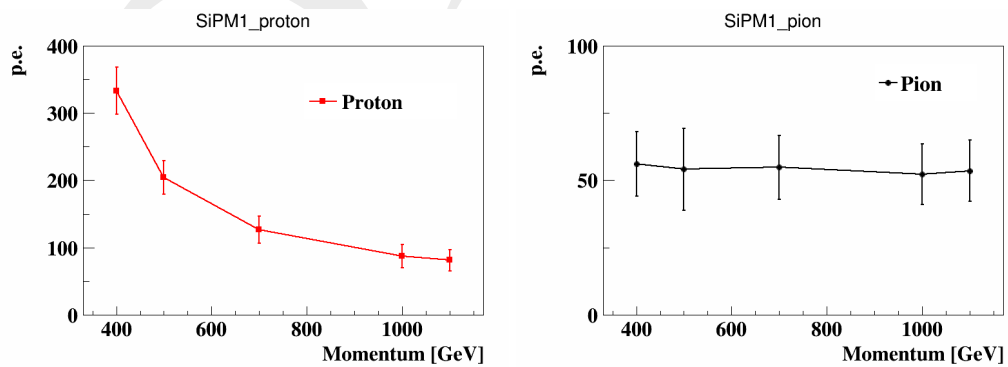 SiPM1_proton
p.e.
400
300
200
100
0
Proton
400 600 800 1000
Momentum [GeV]
SiPM1_pion
p.e.
100
50
0
Pion
400 600 800 1000
Momentum [GeV]